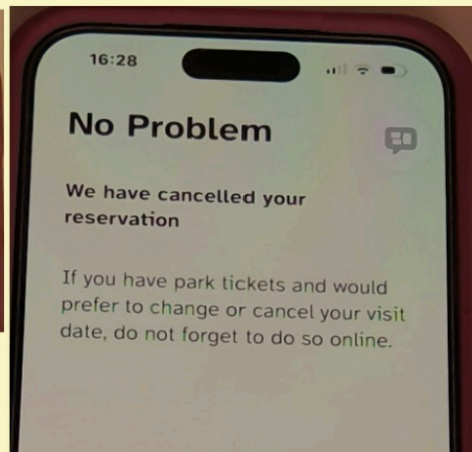 16:28
No Problem
We have cancelled your
reservation
If you have park tickets and would
prefer to change or cancel your visit
date, do not forget to do so online.